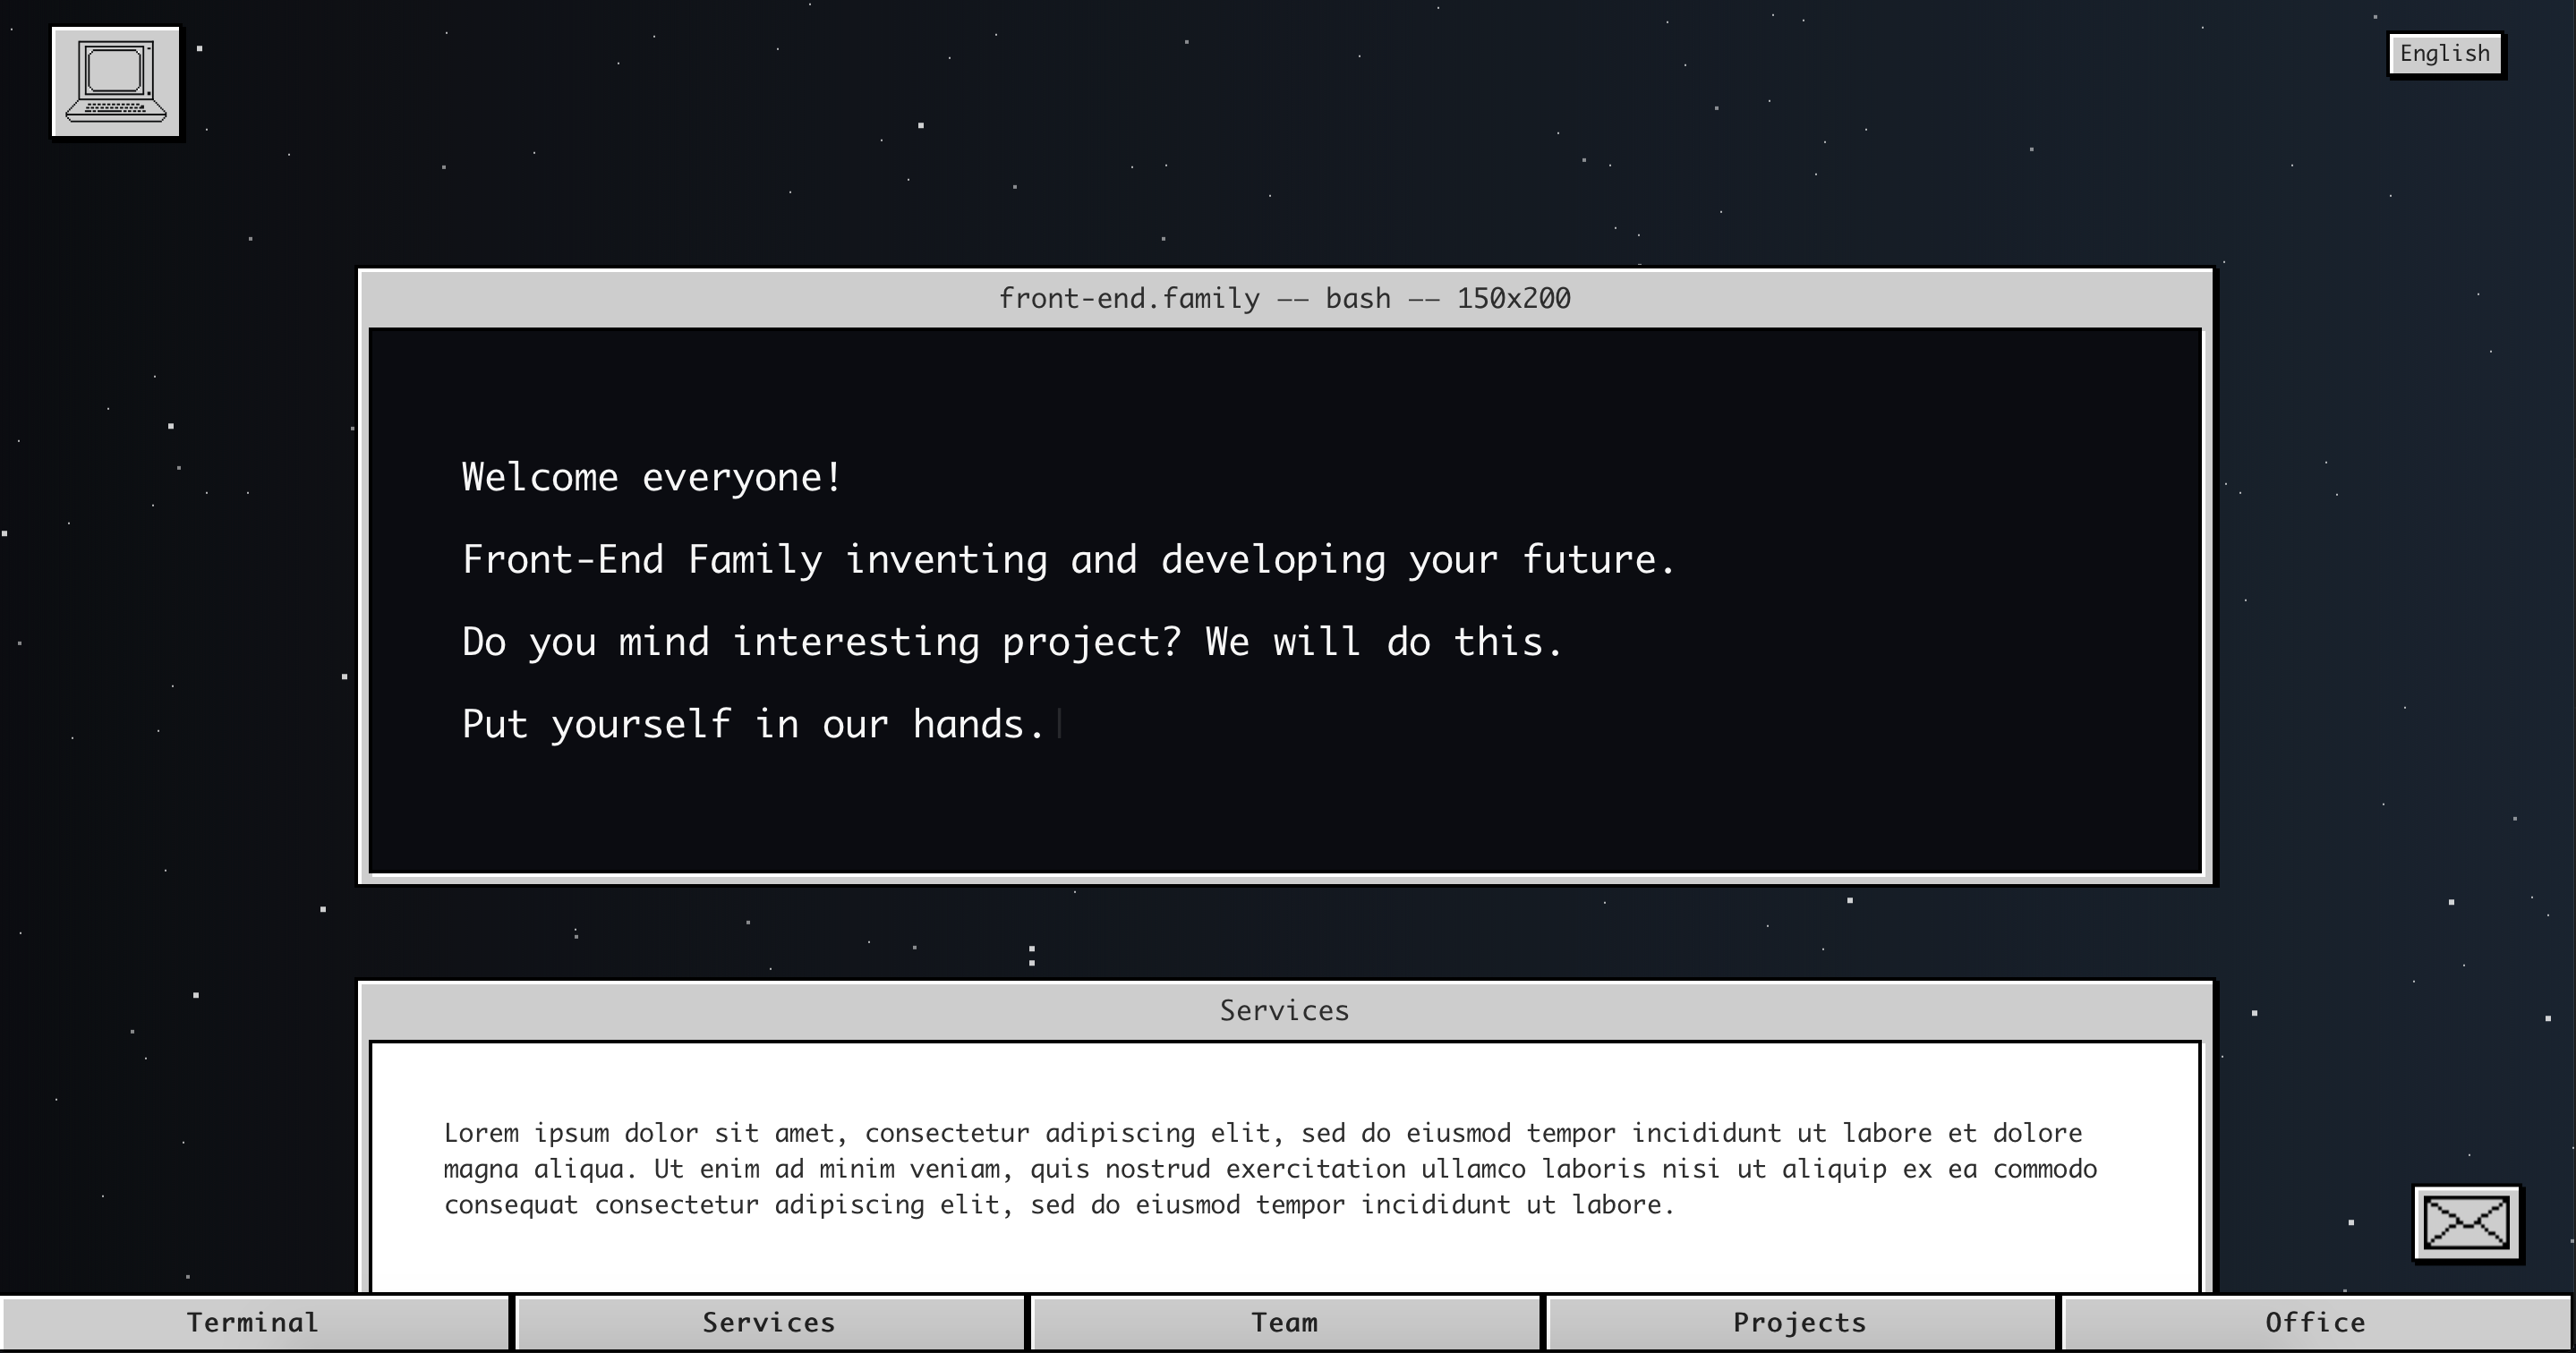 English
front-end.family —— bash —— 150x200
Welcome everyone!
Front-End Family inventing and developing your future.
Do you mind interesting project? We will do this.
Put yourself in our hands.
Services
Lorem ipsum dolor sit amet, consectetur adipiscing elit, sed do eiusmod tempor incididunt ut labore et dolore
magna aliqua. Ut enim ad minim veniam, quis nostrud exercitation ullamco laboris nisi ut aliquip ex ea commodo
consequat consectetur adipiscing elit, sed do eiusmod tempor incididunt ut labore.
Terminal
Services
Team
Projects
Office